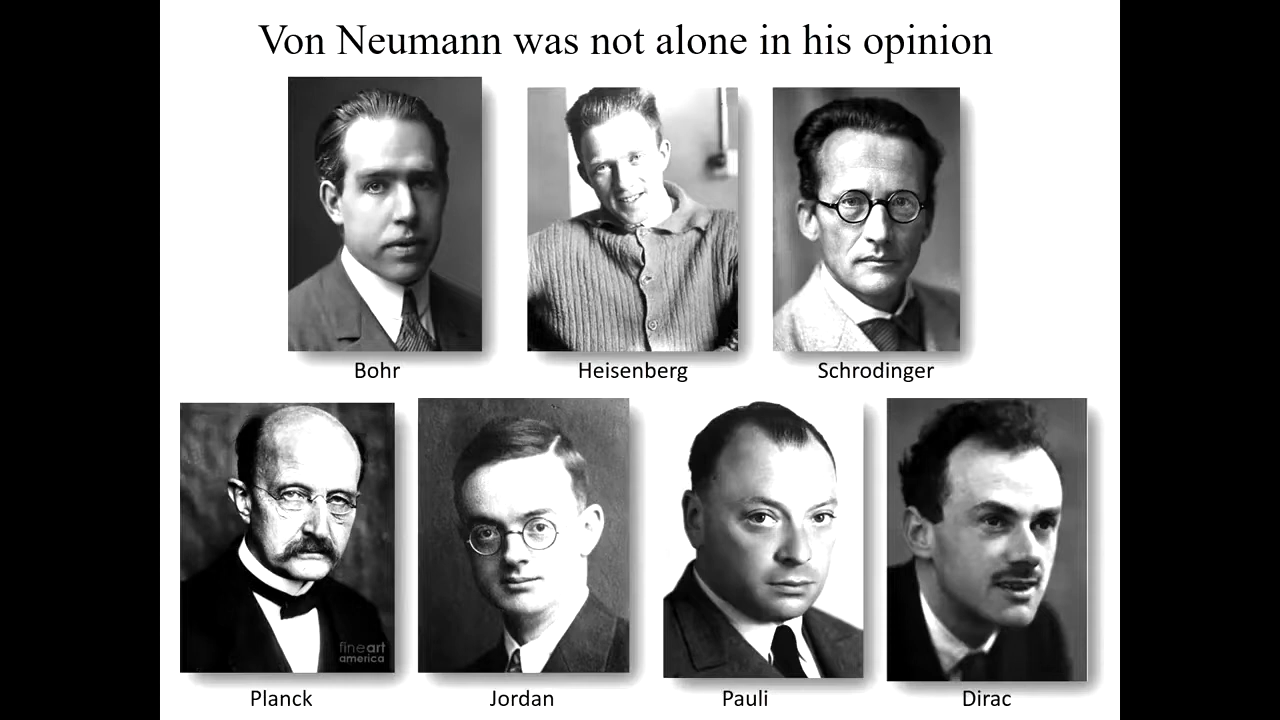 Von Neumann was not alone in his opinion
Bohr
Heisenberg
Schrodinger
fineart
america
Planck
Jordan
Pauli
Dirac